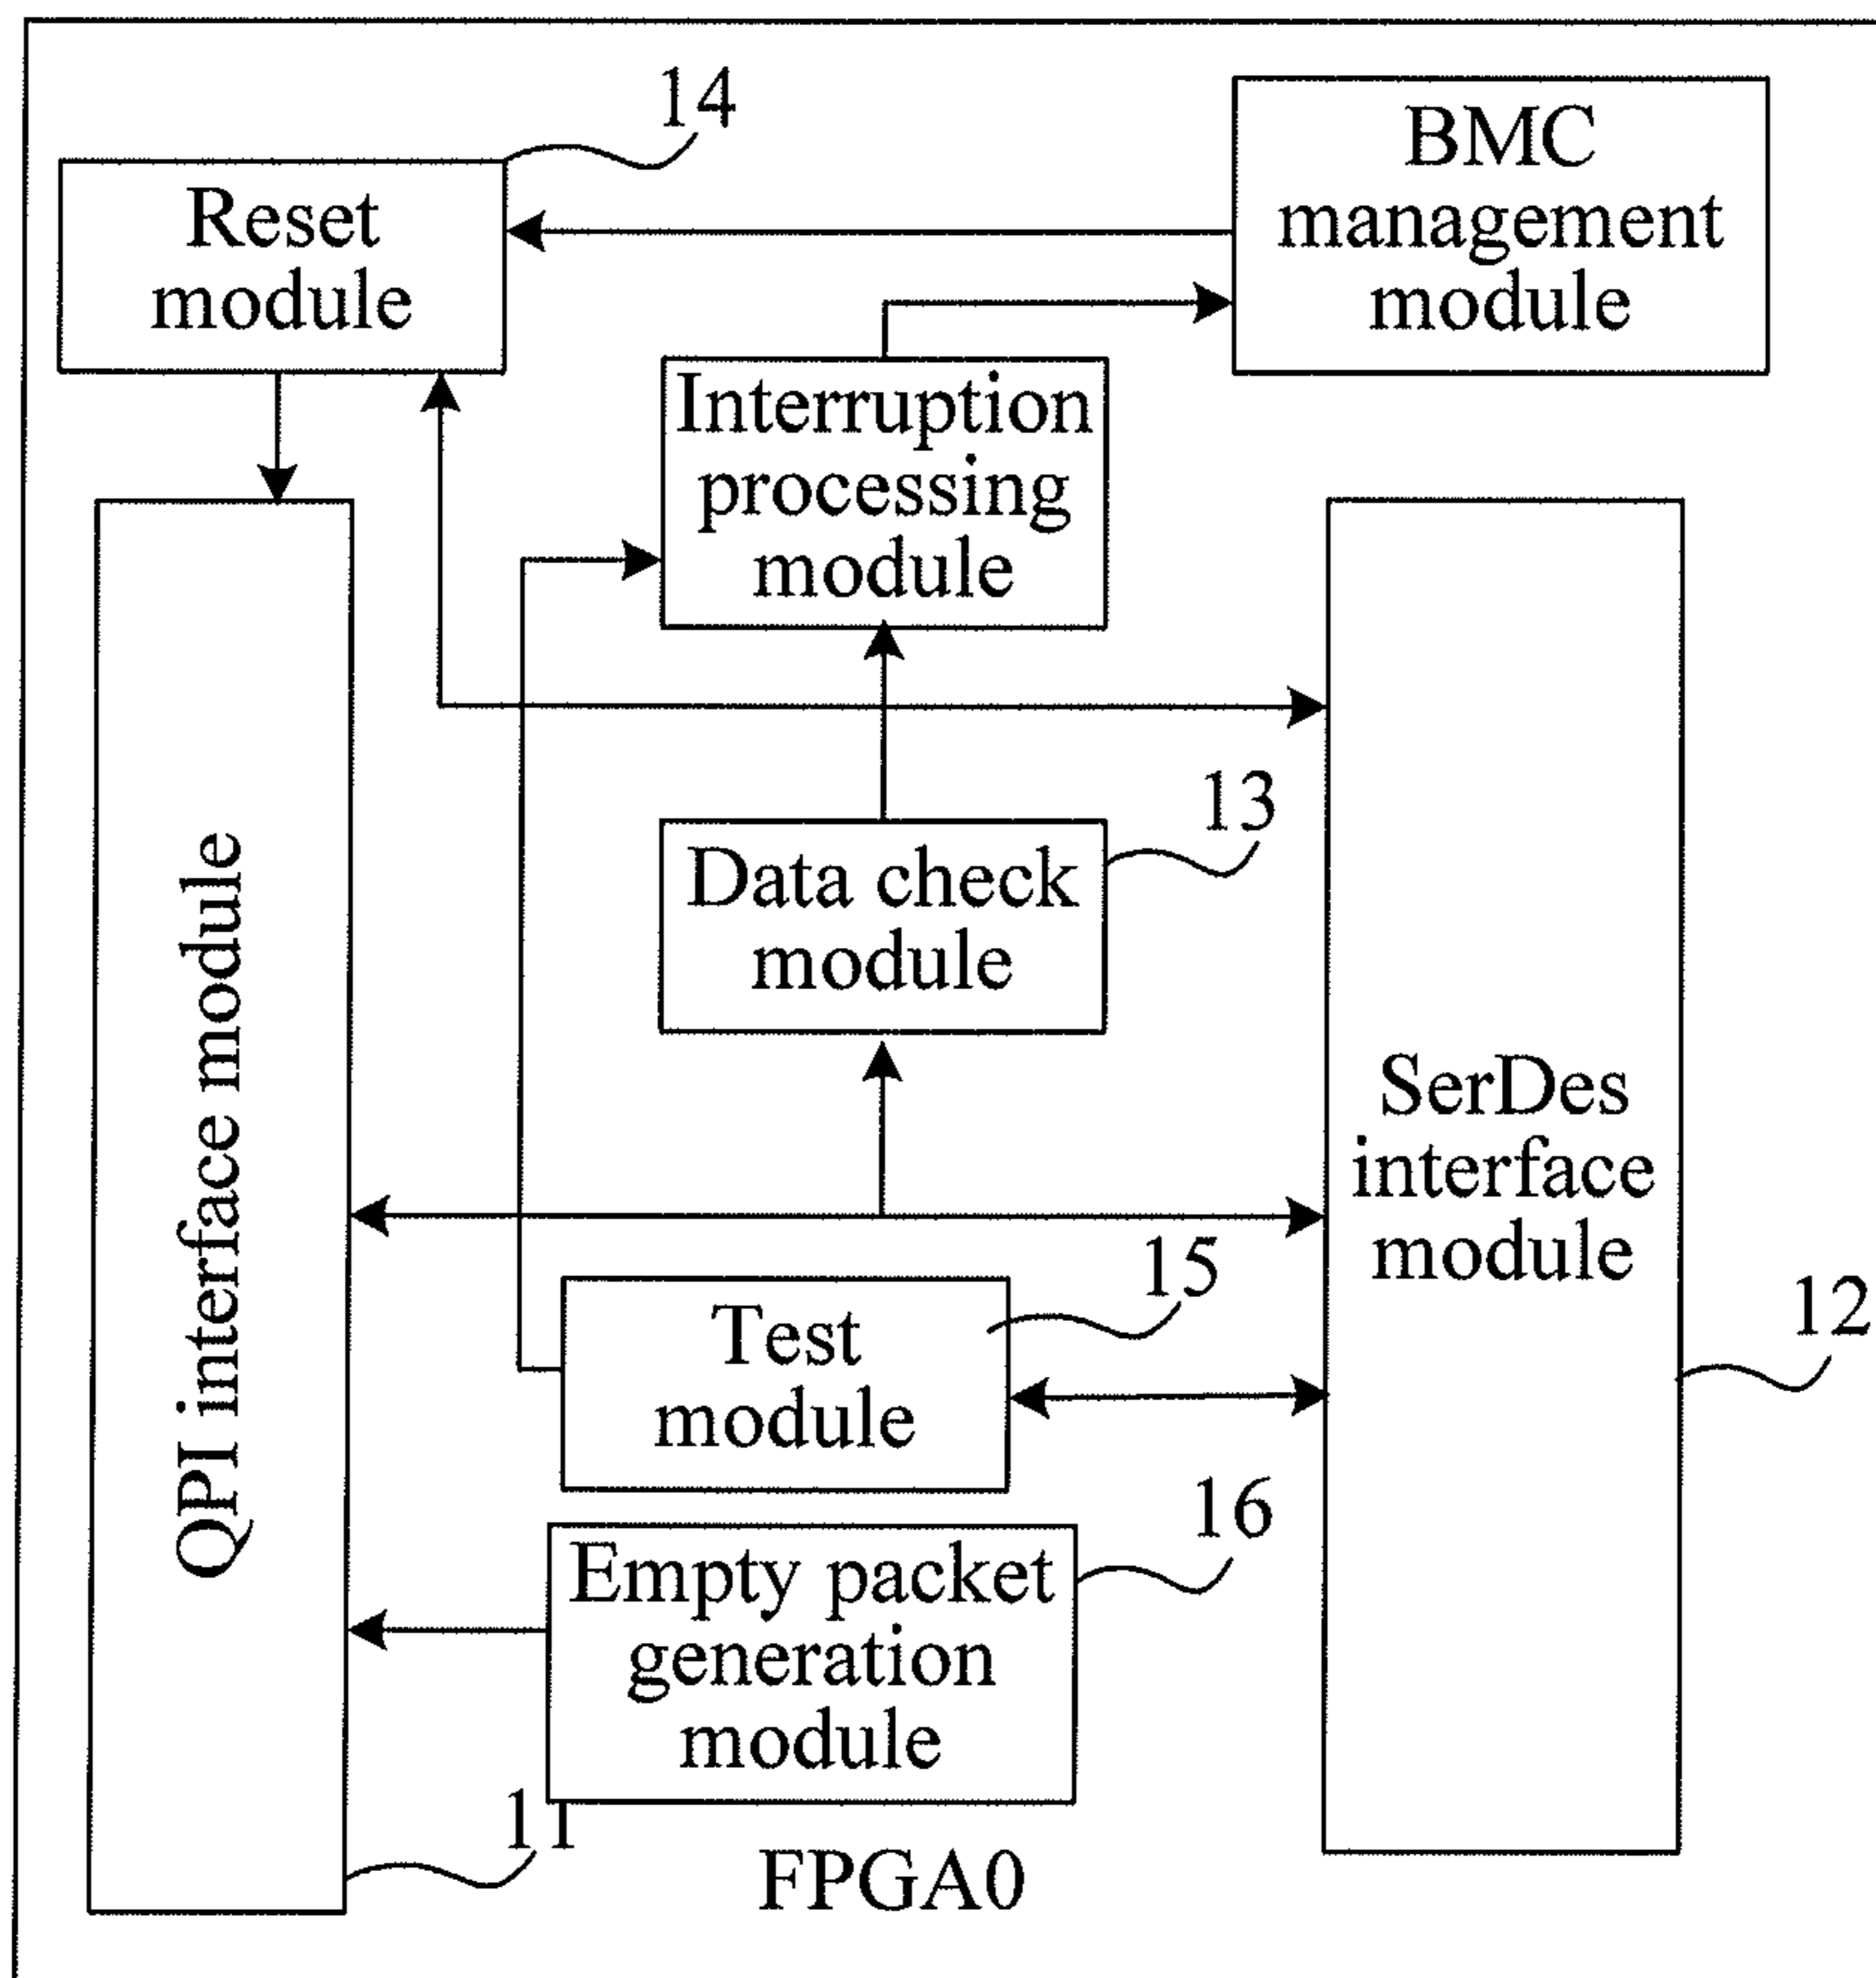 14
BMC
management
module
Reset
module
Interruption
processing
module
13
Data check
module
QPI interface module
SerDes
interface
module
15
12
Test
module
16
Empty packet
generation
module
11
FPGA0